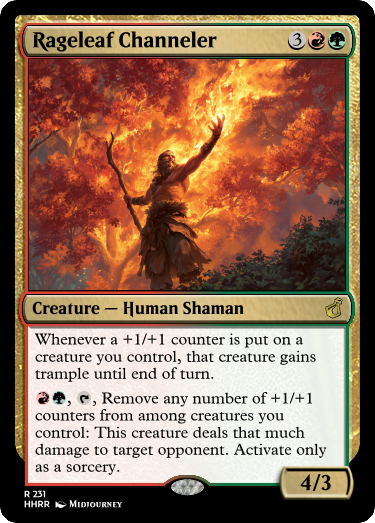 Rageleaf Channeler 3
Creature — Human Shaman
Whenever a +1/+1 counter is put on a
creature you control, that creature gains
trample until end of turn.
, , Remove any number of +1/+1
counters from among creatures you
control: This creature deals that much
damage to target opponent. Activate only
as a sorcery.
4/3
R 231
HHRR Midjourney